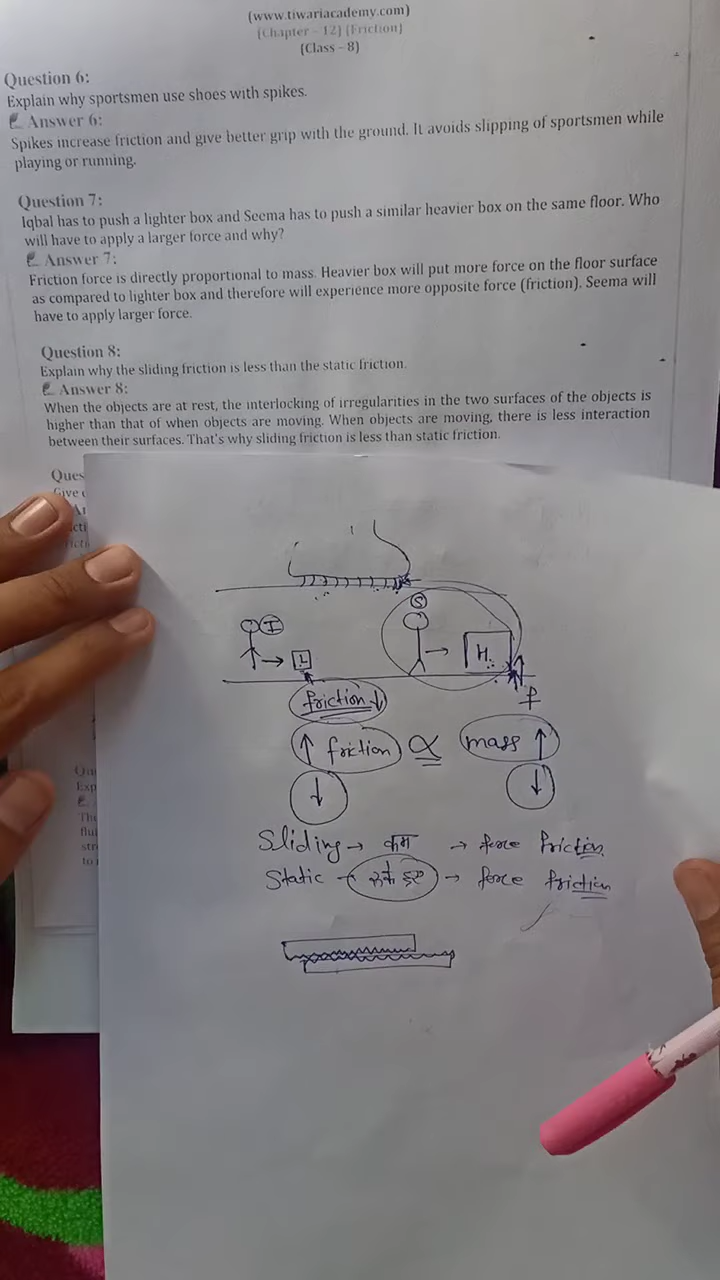 (www.tiwariacademy.com)
(Chapter - 12) (Friction)
(Class - 8)
Question 6:
Explain why sportsmen use shoes with spikes.
Answer 6:
Spikes increase friction and give better grip with the ground. It avoids slipping of sportsmen while
playing or running.
Question 7:
Iqbal has to push a lighter box and Seema has to push a similar heavier box on the same floor. Who
will have to apply a larger force and why?
Answer 7:
Friction force is directly proportional to mass. Heavier box will put more force on the floor surface
as compared to lighter box and therefore will experience more opposite force (friction). Seema will
have to apply larger force.
Question 8:
Explain why the sliding friction is less than the static friction.
Answer 8:
When the objects are at rest, the interlocking of irregularities in the two surfaces of the objects is
higher than that of when objects are moving. When objects are moving, there is less interaction
between their surfaces. That's why sliding friction is less than static friction.
Ques
Give
S
I
→ L
→ H
friction ↓
f
↑ friction ∝ mass ↑
↓ ↓
Sliding → कम → force friction
Static → → force friction